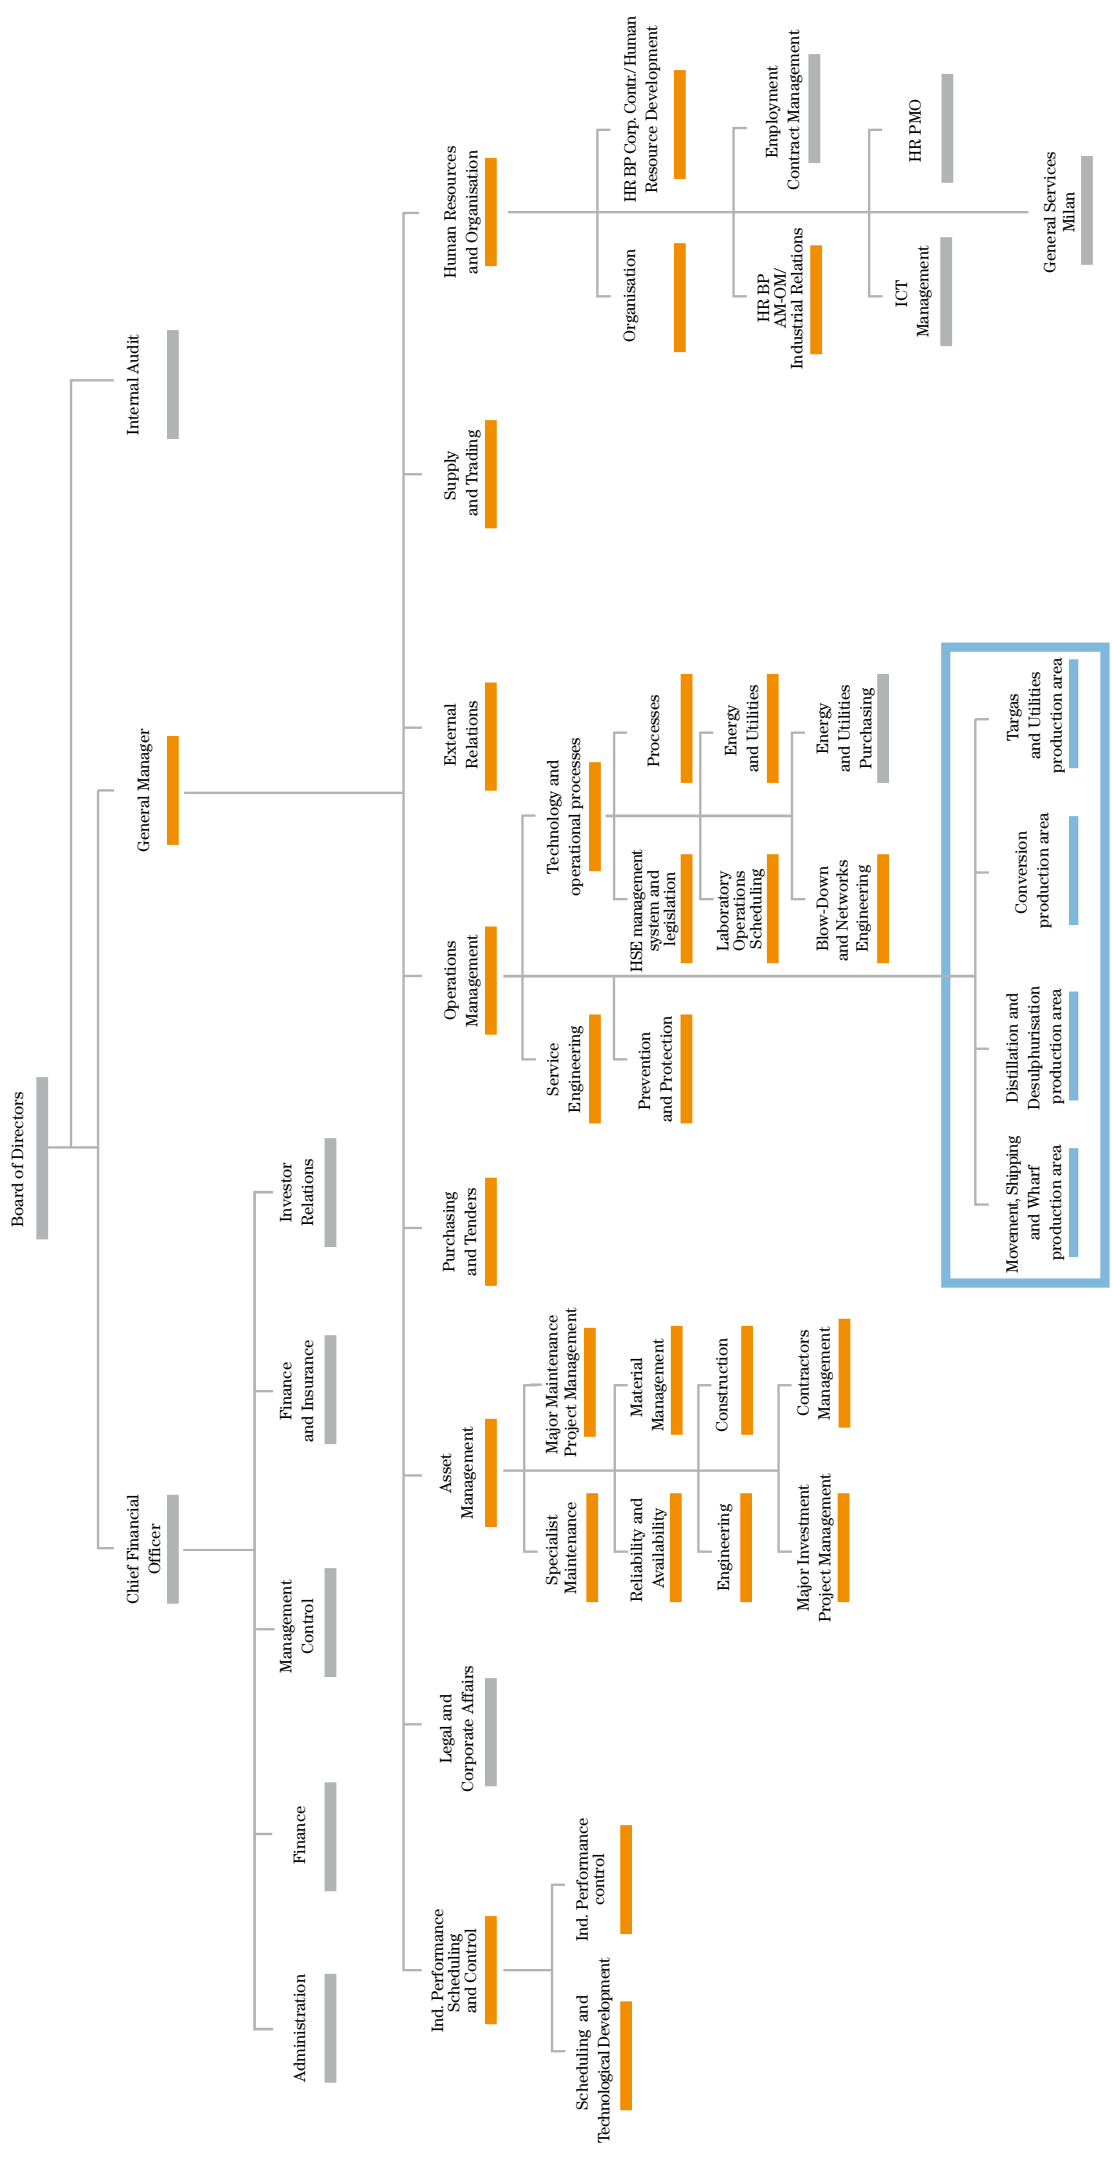 Board of Directors
Chief Financial
Officer
General Manager
Internal Audit
Administration
Finance
Management
Control
Finance
and Insurance
Investor
Relations
Ind. Performance
Scheduling
and Control
Legal and
Corporate Affairs
Asset
Management
Purchasing
and Tenders
Operations
Management
External
Relations
Supply
and Trading
Human Resources
and Organisation
Scheduling and
Technological Development
Ind. Performance
control
Specialist
Maintenance
Major Maintenance
Project Management
Reliability and
Availability
Material
Management
Engineering
Construction
Major Investment
Project Management
Contractors
Management
Service
Engineering
Technology and
operational processes
Prevention
and Protection
HSE management
system and
legislation
Processes
Laboratory
Operations
Scheduling
Energy
and Utilities
Blow-Down
and Networks
Engineering
Energy
and Utilities
Purchasing
Movement, Shipping
and Wharf
production area
Distillation and
Desulphurisation
production area
Conversion
production area
Targas
and Utilities
production area
Organisation
HR BP Corp. Contr./Human
Resource Development
HR BP
AM-OM/
Industrial Relations
Employment
Contract Management
ICT
Management
HR PMO
General Services
Milan